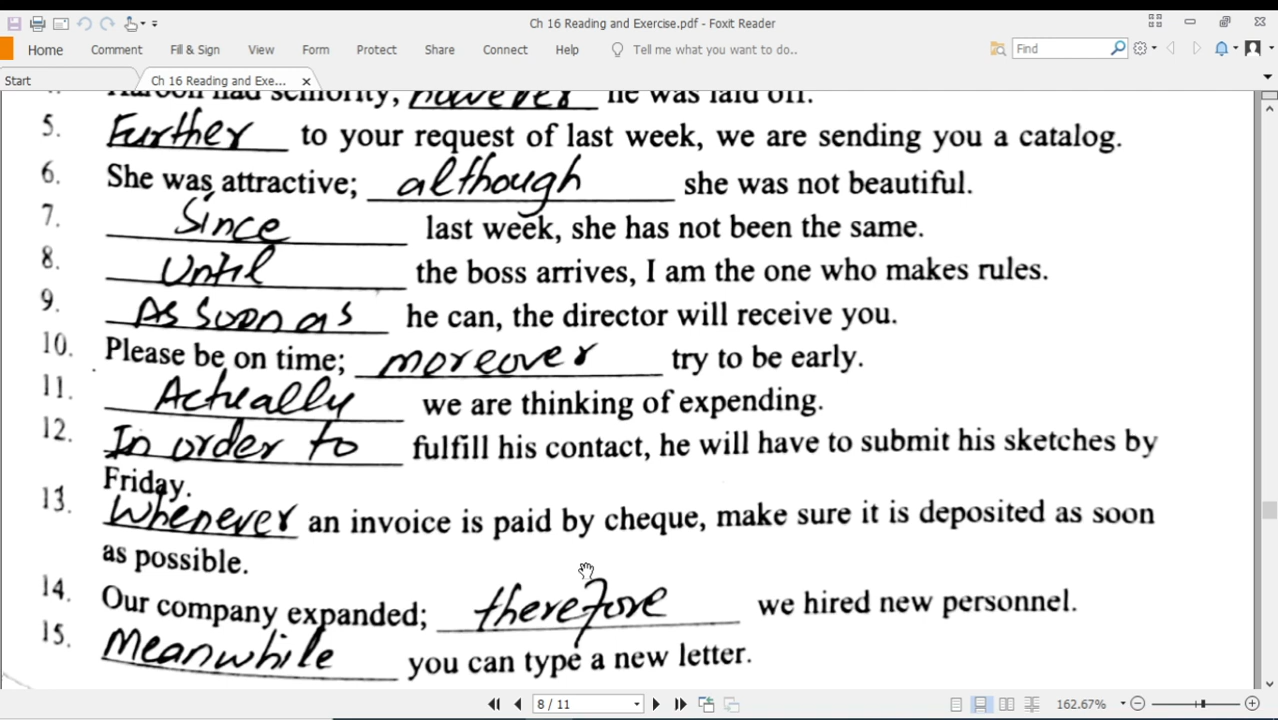 Ch 16 Reading and Exercise.pdf - Foxit Reader
Home Comment Fill & Sign View Form Protect Share Connect Help Tell me what you want to do.. Find
Start Ch 16 Reading and Exe...
Haroon had seniority, however he was laid off.
5. Further to your request of last week, we are sending you a catalog.
6. She was attractive; although she was not beautiful.
7. Since last week, she has not been the same.
8. Until the boss arrives, I am the one who makes rules.
9. As soon as he can, the director will receive you.
10. Please be on time; moreover try to be early.
11. Actually we are thinking of expending.
12. In order to fulfill his contact, he will have to submit his sketches by
Friday.
13. Whenever an invoice is paid by cheque, make sure it is deposited as soon
as possible.
14. Our company expanded; therefore we hired new personnel.
15. Meanwhile you can type a new letter.
8 / 11 162.67%